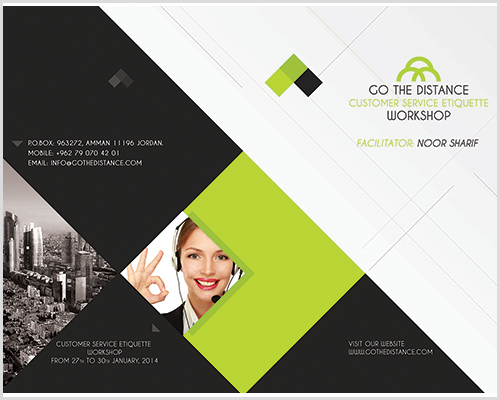 GO THE DISTANCE
CUSTOMER SERVICE ETIQUETTE
WORKSHOP
FACILITATOR: NOOR SHARIF
P.O.BOX: 963272, AMMAN 11196 JORDAN.
MOBILE: +962 79 070 42 01
EMAIL: INFO@GOTHEDISTANCE.COM
CUSTOMER SERVICE ETIQUETTE
WORKSHOP
FROM 27TH TO 30TH JANUARY, 2014
VISIT OUR WEBSITE
WWW.GOTHEDISTANCE.COM